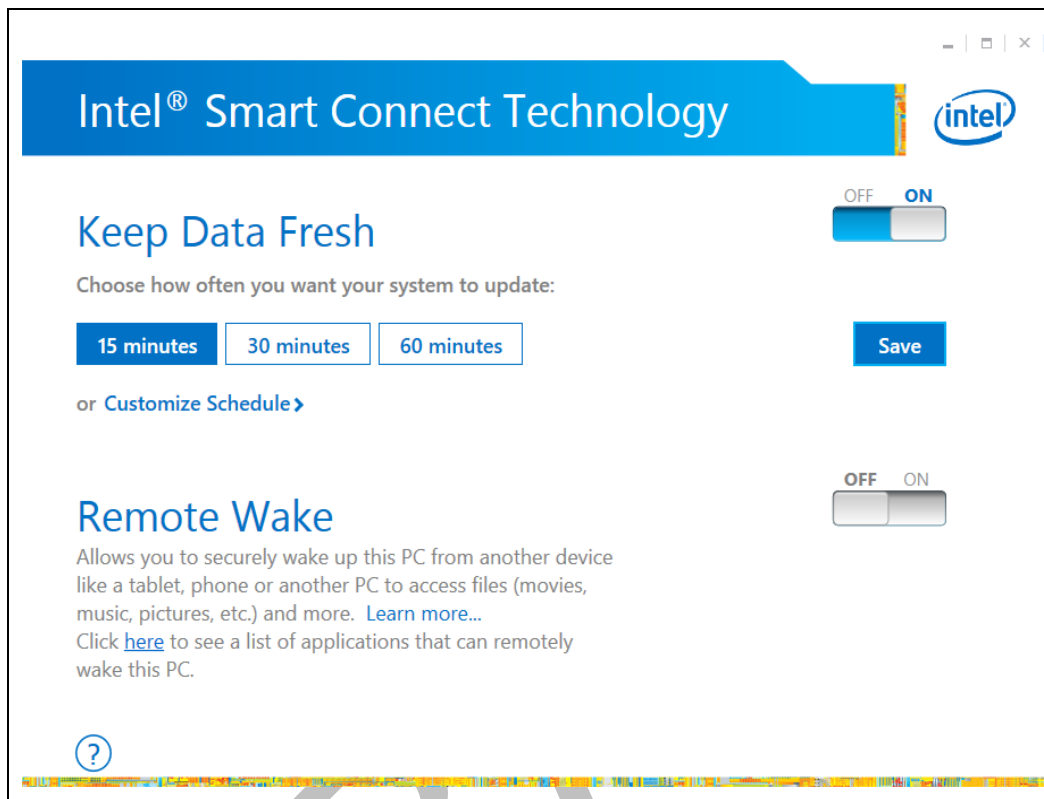 Intel® Smart Connect Technology
intel
OFF ON
Keep Data Fresh
Choose how often you want your system to update:
15 minutes 30 minutes 60 minutes
Save
or Customize Schedule
OFF ON
Remote Wake
Allows you to securely wake up this PC from another device
like a tablet, phone or another PC to access files (movies,
music, pictures, etc.) and more. Learn more...
Click here to see a list of applications that can remotely
wake this PC.
?